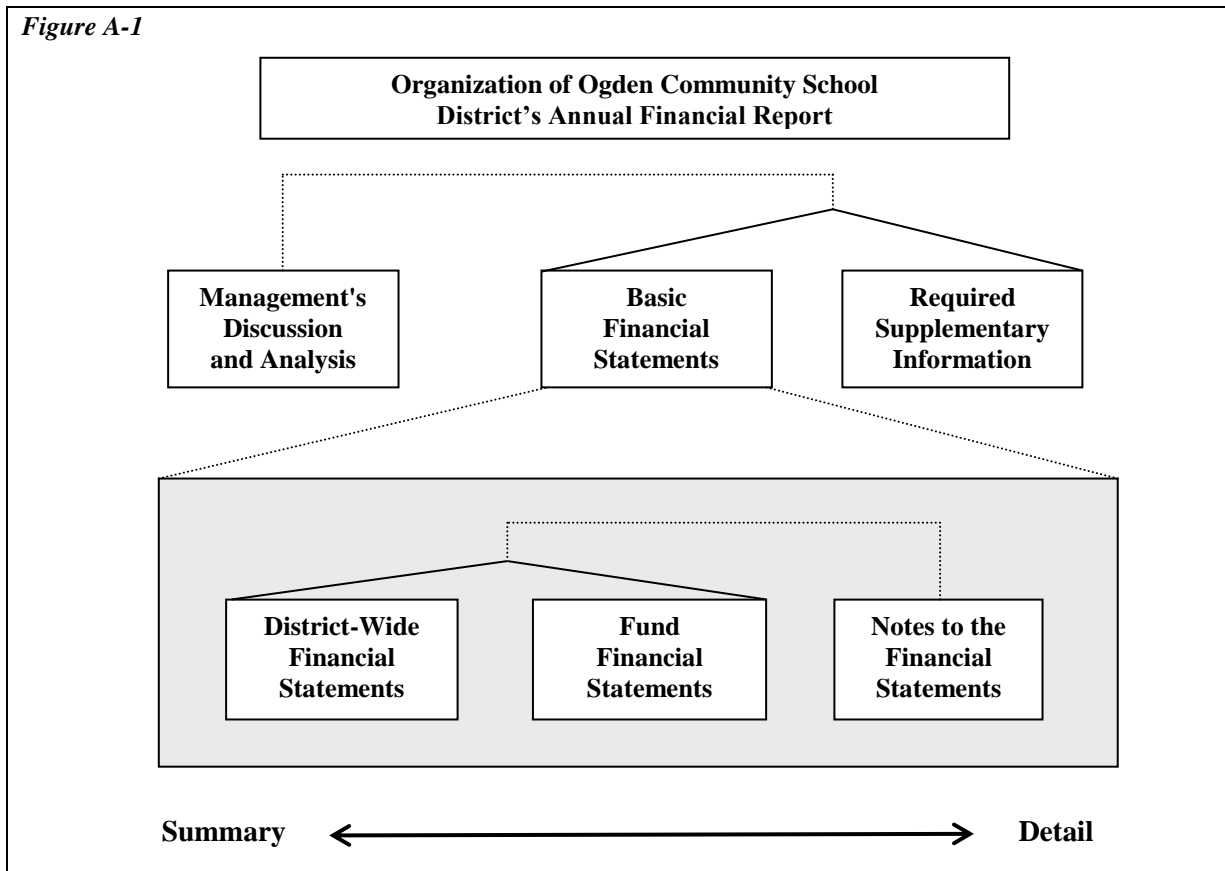 Figure A-1
Organization of Ogden Community School
District’s Annual Financial Report
Management's
Discussion
and Analysis
Basic
Financial
Statements
Required
Supplementary
Information
District-Wide
Financial
Statements
Fund
Financial
Statements
Notes to the
Financial
Statements
Summary
Detail